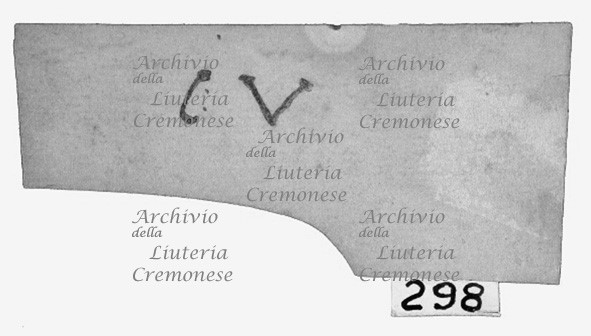 Archivio
della
Liuteria
Cremonese
Archivio
della
Liuteria
Cremonese
C V
Archivio
della
Liuteria
Cremonese
Archivio
della
Liuteria
Cremonese
Archivio
della
Liuteria
Cremonese
298